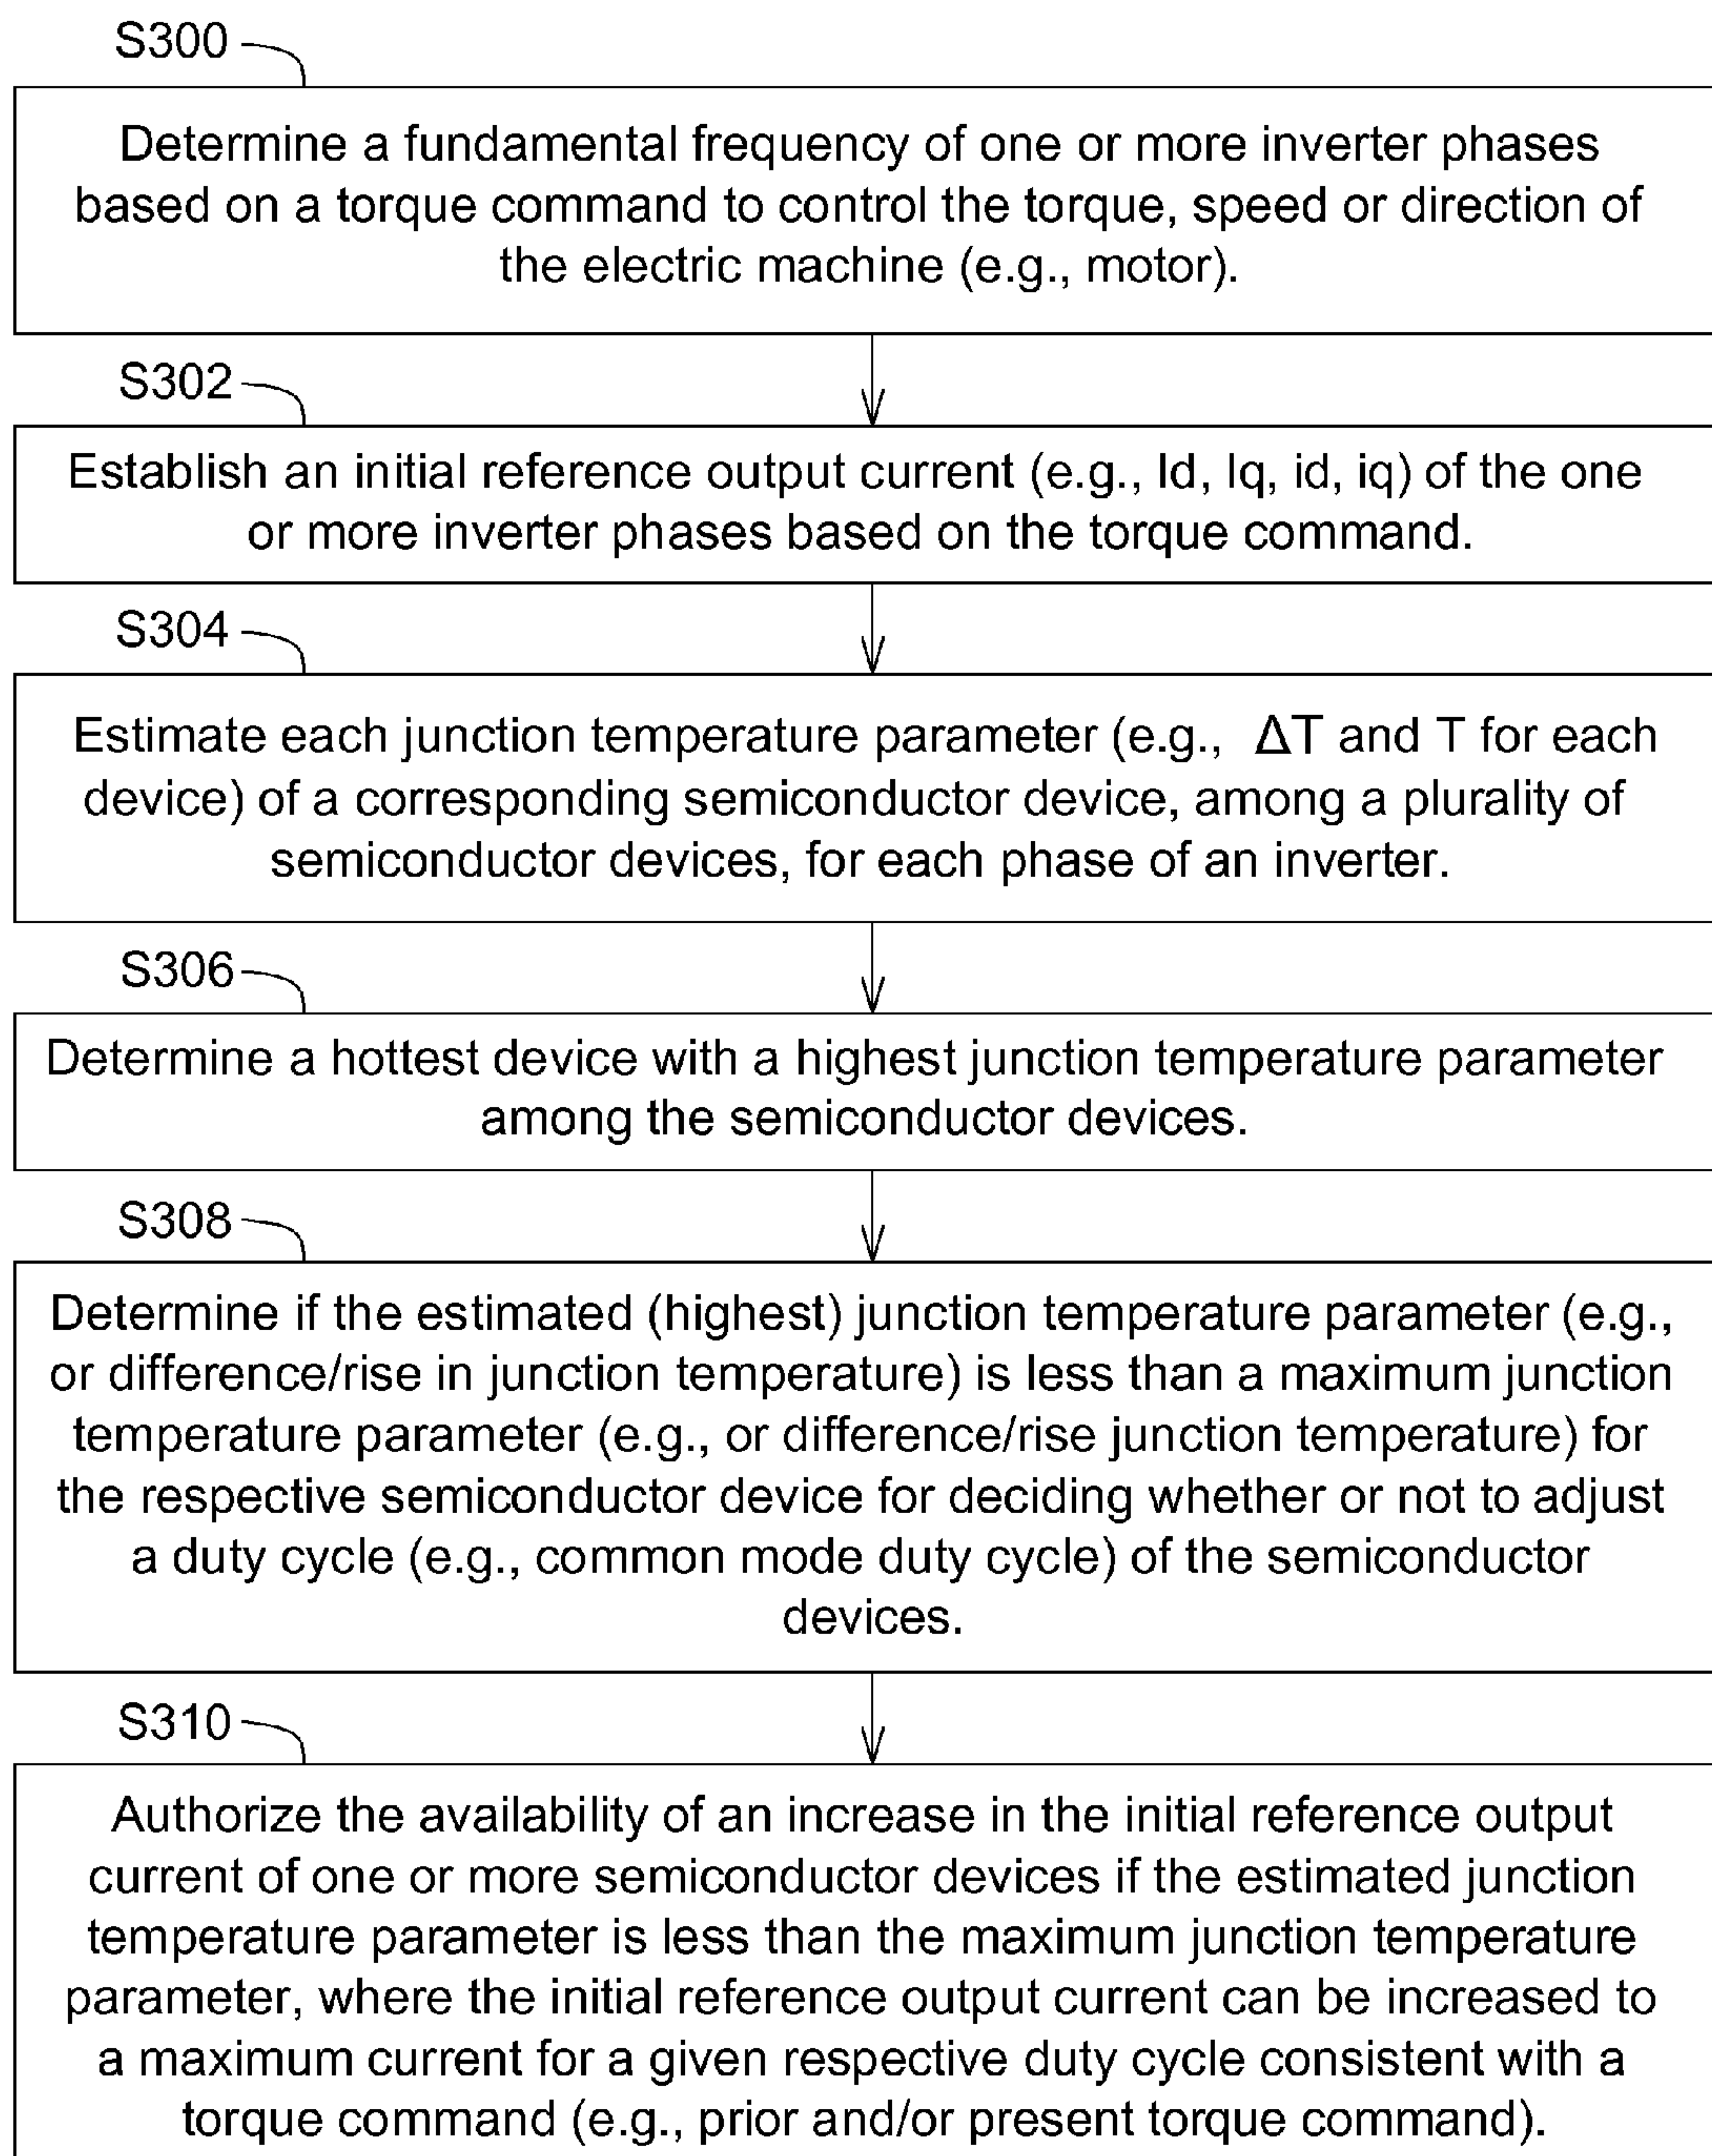 S300
Determine a fundamental frequency of one or more inverter phases
based on a torque command to control the torque, speed or direction of
the electric machine (e.g., motor).
S302
Establish an initial reference output current (e.g., Id, Iq, id, iq) of the one
or more inverter phases based on the torque command.
S304
Estimate each junction temperature parameter (e.g., ΔT and T for each
device) of a corresponding semiconductor device, among a plurality of
semiconductor devices, for each phase of an inverter.
S306
Determine a hottest device with a highest junction temperature parameter
among the semiconductor devices.
S308
Determine if the estimated (highest) junction temperature parameter (e.g.,
or difference/rise in junction temperature) is less than a maximum junction
temperature parameter (e.g., or difference/rise junction temperature) for
the respective semiconductor device for deciding whether or not to adjust
a duty cycle (e.g., common mode duty cycle) of the semiconductor
devices.
S310
Authorize the availability of an increase in the initial reference output
current of one or more semiconductor devices if the estimated junction
temperature parameter is less than the maximum junction temperature
parameter, where the initial reference output current can be increased to
a maximum current for a given respective duty cycle consistent with a
torque command (e.g., prior and/or present torque command).